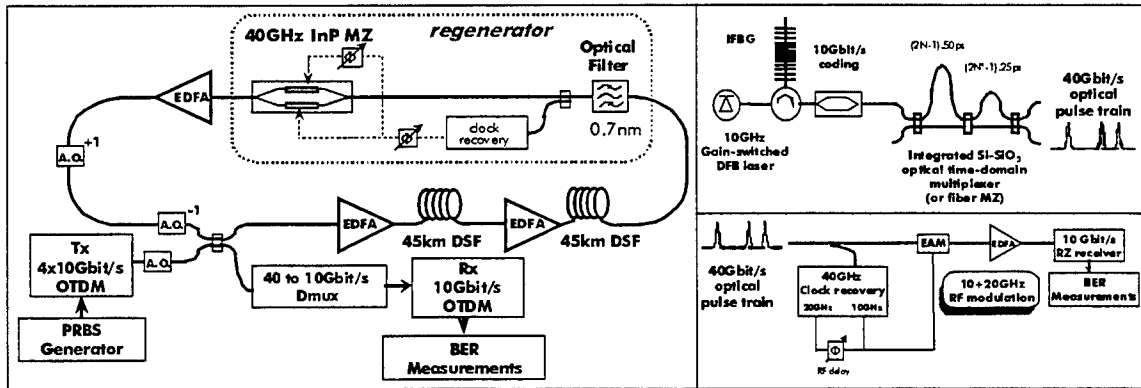 40GHz InP MZ
regenerator
Φ
Optical
Filter
EDFA
0.7nm
Φ
clock
recovery
A.O.
+1
A.O.
-1
EDFA
EDFA
45km DSF
45km DSF
Tx
4x10Gbit/s
OTDM
A.O.
40 to 10Gbit/s
Dmux
Rx
10Gbit/s
OTDM
PRBS
Generator
BER
Measurements
IFBG
10Gbit/s
coding
(2N-1).50ps
40Gbit/s
optical
pulse train
10GHz
Gain-switched
DFB laser
Integrated Si-SiO2
optical time-domain
multiplexer
(or fiber MZ)
40Gbit/s
optical
pulse train
EAM
EDFA
10 Gbit/s
RZ receiver
40GHz
Clock recovery
20GHz
10GHz
10+20GHz
RF modulation
BER
Measurements
Φ
RF delay